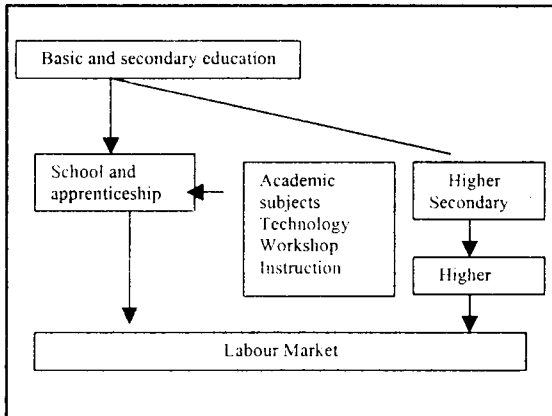 Basic and secondary education
School and
apprenticeship
Academic
subjects
Technology
Workshop
Instruction
Higher
Secondary
Higher
Labour Market